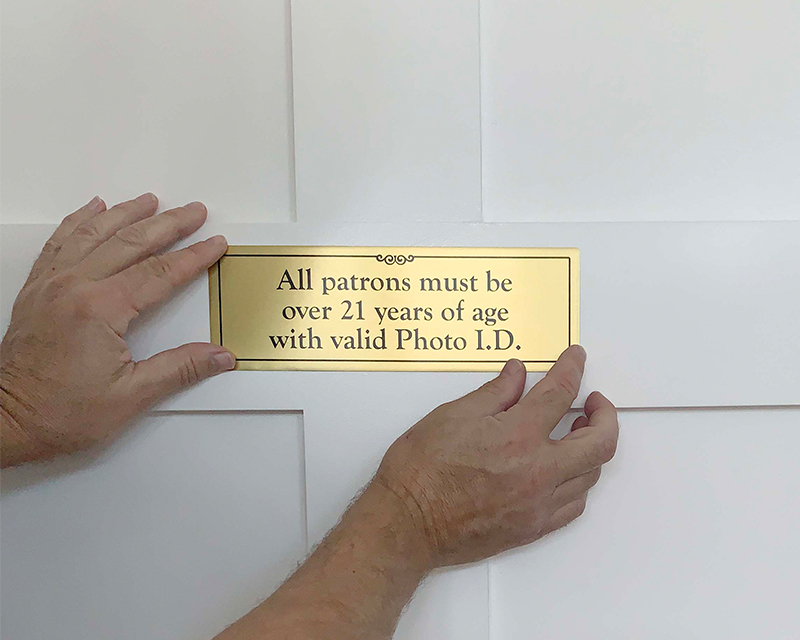 All patrons must be
over 21 years of age
with valid Photo I.D.